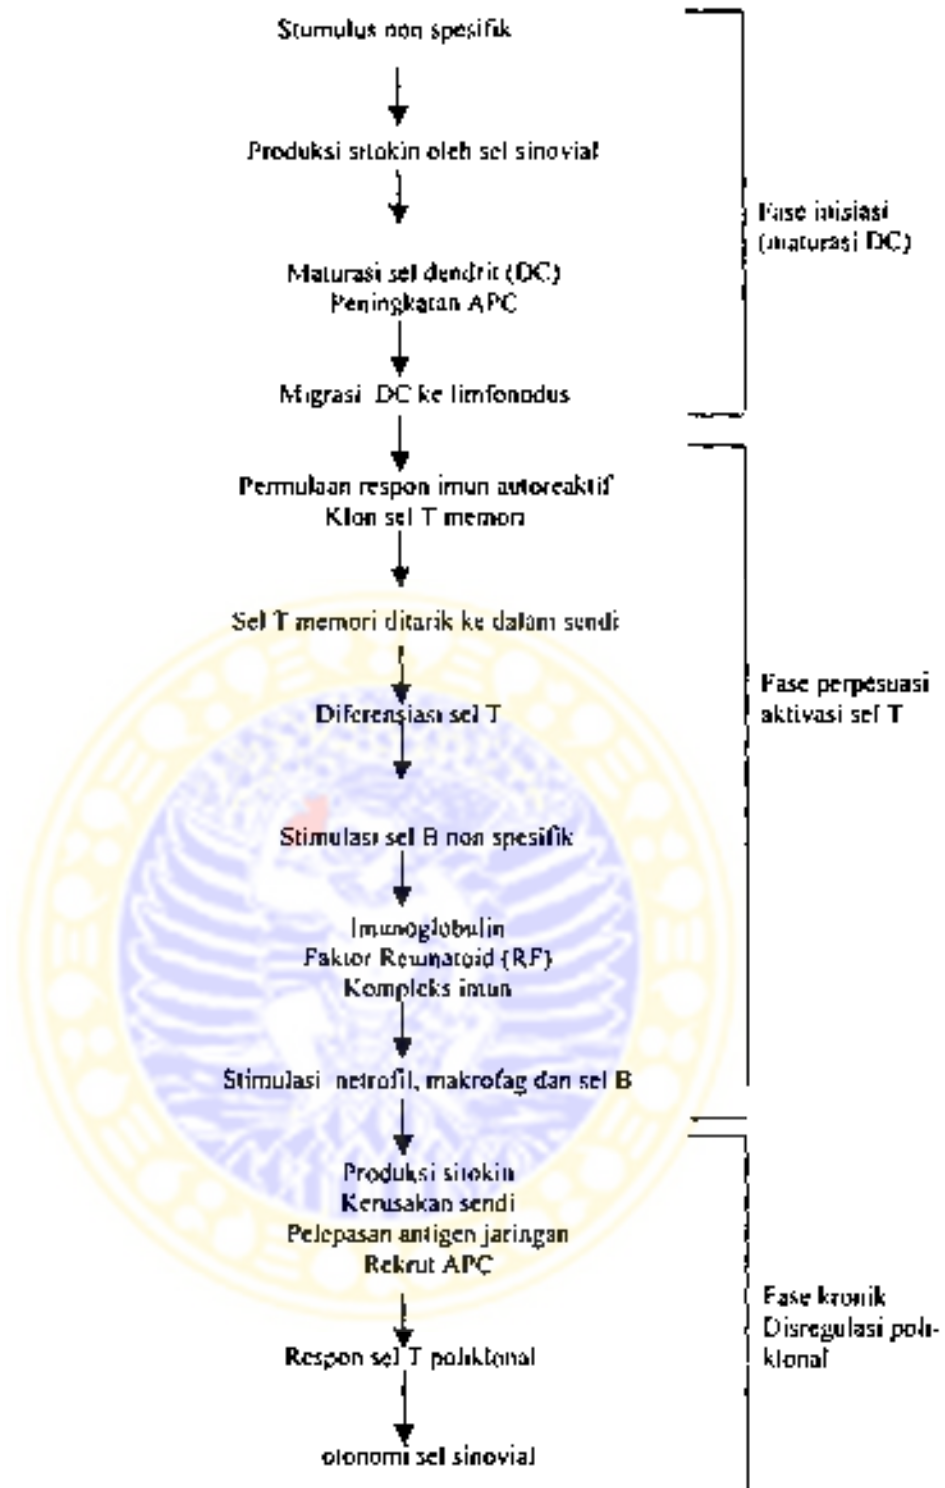 Stumulus non spesifik
Produksi sitokin oleh sel sinovial
Maturasi sel dendrit (DC)
Peningkatan APC
Migrasi DC ke limfonodus
Fase inisiasi
(maturasi DC)
Permulaan respon imun autoreaktif
Klon sel T memori
Sel T memori ditarik ke dalam sendi
Diferensiasi sel T
Stimulasi sel B non spesifik
Imunoglobulin
Faktor Reumatoid (RF)
Kompleks imun
Stimulasi netrofil, makrofag dan sel B
Fase perpesuasi
aktivasi sel T
Produksi sitokin
Kerusakan sendi
Pelepasan antigen jaringan
Rekrut APC
Respon sel T poliklonal
otonomi sel sinovial
Fase kronik
Disregulasi poli-
klonal